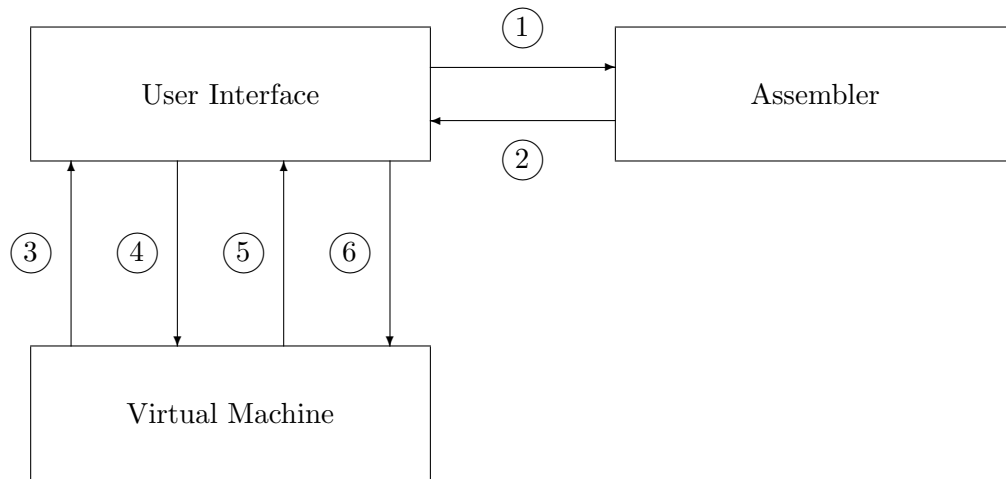 ①
User Interface
Assembler
②
③
④
⑤
⑥
Virtual Machine